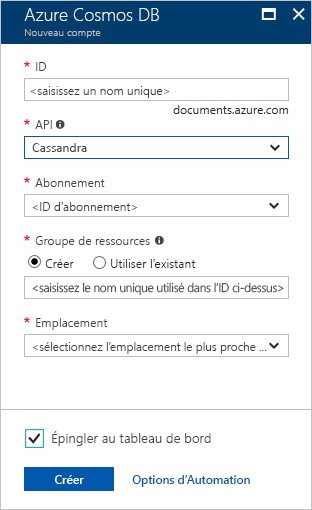 Azure Cosmos DB
Nouveau compte
* ID
<saisissez un nom unique>
documents.azure.com
* API
Cassandra
* Abonnement
<ID d'abonnement>
* Groupe de ressources
Créer Utiliser l'existant
<saisissez le nom unique utilisé dans l'ID ci-dessus>
* Emplacement
<sélectionnez l'emplacement le plus proche ...
Épingler au tableau de bord
Créer Options d'Automation